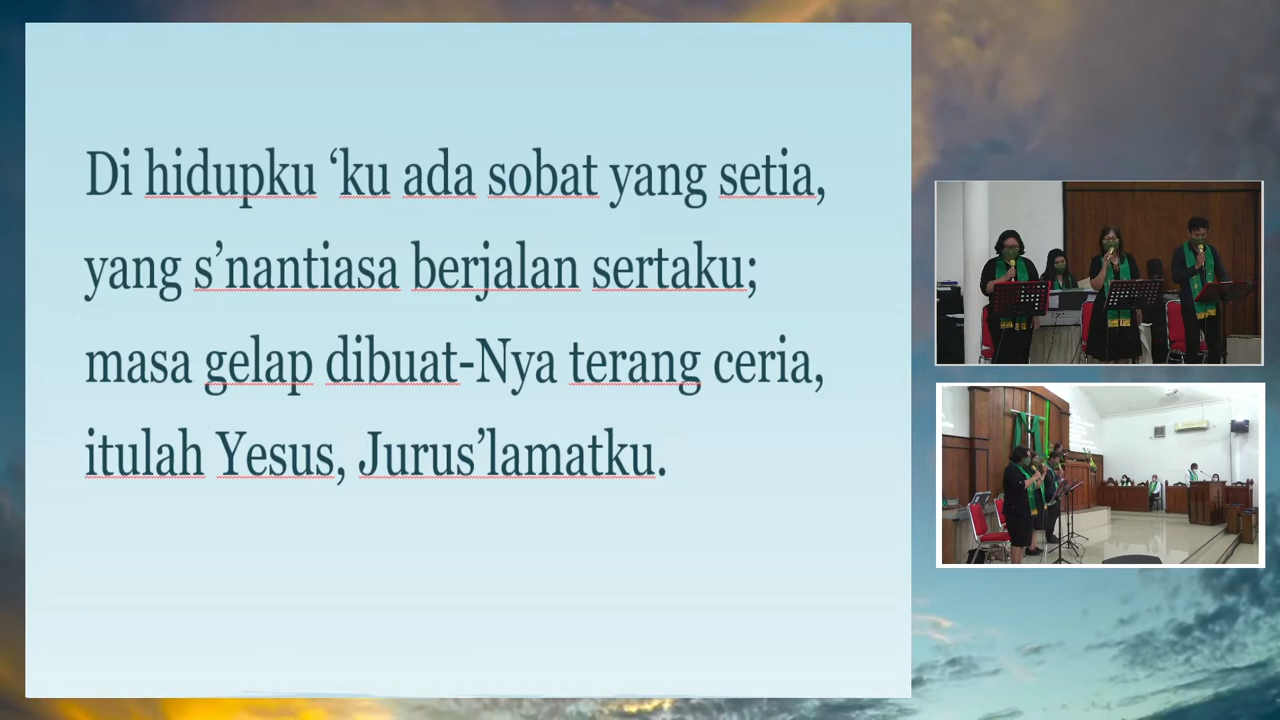 Di hidupku ‘ku ada sobat yang setia,
yang s’nantiasa berjalan sertaku;
masa gelap dibuat-Nya terang ceria,
itulah Yesus, Jurus’lamatku.